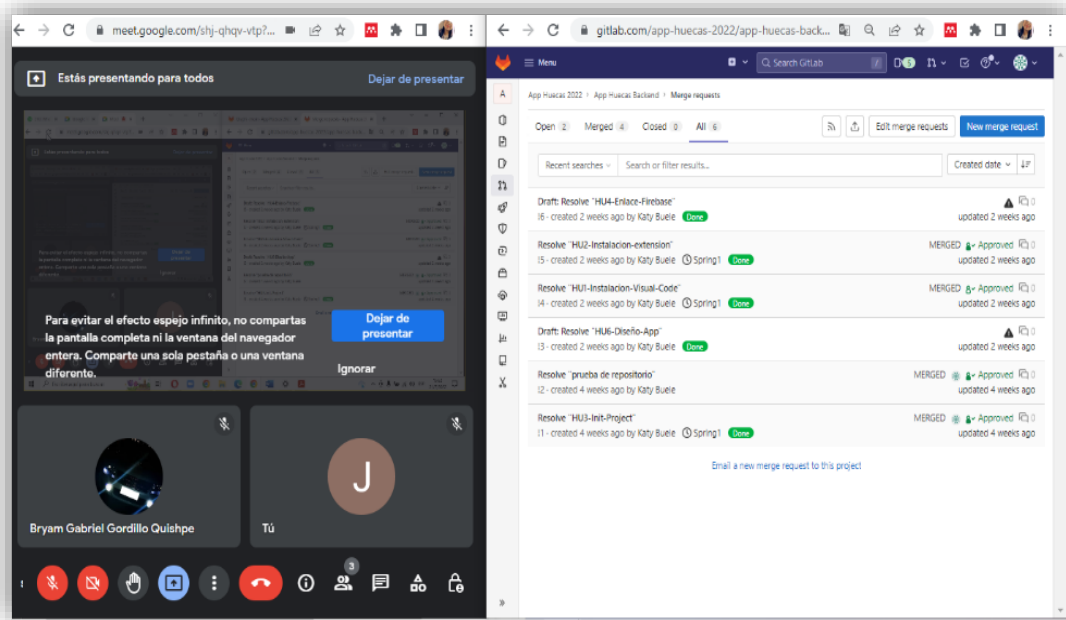 meet.google.com/shj-qhqv-vtp?...
Estás presentando para todos
Dejar de presentar
Para evitar el efecto espejo infinito, no compartas
la pantalla completa ni la ventana del navegador
entera. Comparte una sola pestaña o una ventana
diferente.
Dejar de
presentar
Ignorar
Bryam Gabriel Gordillo Quishpe
J
Tú
3
gitlab.com/app-huecas-2022/app-huecas-back...
Menu
Search GitLab
/
5
A
App Huecas 2022 › App Huecas Backend › Merge requests
Open 2 Merged 4 Closed 0 All 6
Edit merge requests
New merge request
Recent searches
Search or filter results...
Created date
Draft: Resolve "HU4-Enlace-Firebase"
0
!6 - created 2 weeks ago by Katy Buele Done
updated 2 weeks ago
Resolve "HU2-Instalacion-extension"
MERGED Approved 0
!5 - created 2 weeks ago by Katy Buele Spring1 Done
updated 2 weeks ago
Resolve "HU1-Instalacion-Visual-Code"
MERGED Approved 0
!4 - created 2 weeks ago by Katy Buele Spring1 Done
updated 2 weeks ago
Draft: Resolve "HU6-Diseño-App"
0
!3 - created 2 weeks ago by Katy Buele Done
updated 2 weeks ago
Resolve "prueba de repositorio"
MERGED Approved 0
!2 - created 4 weeks ago by Katy Buele
updated 4 weeks ago
Resolve "HU3-Init-Project"
MERGED Approved 0
!1 - created 4 weeks ago by Katy Buele Spring1 Done
updated 4 weeks ago
Email a new merge request to this project